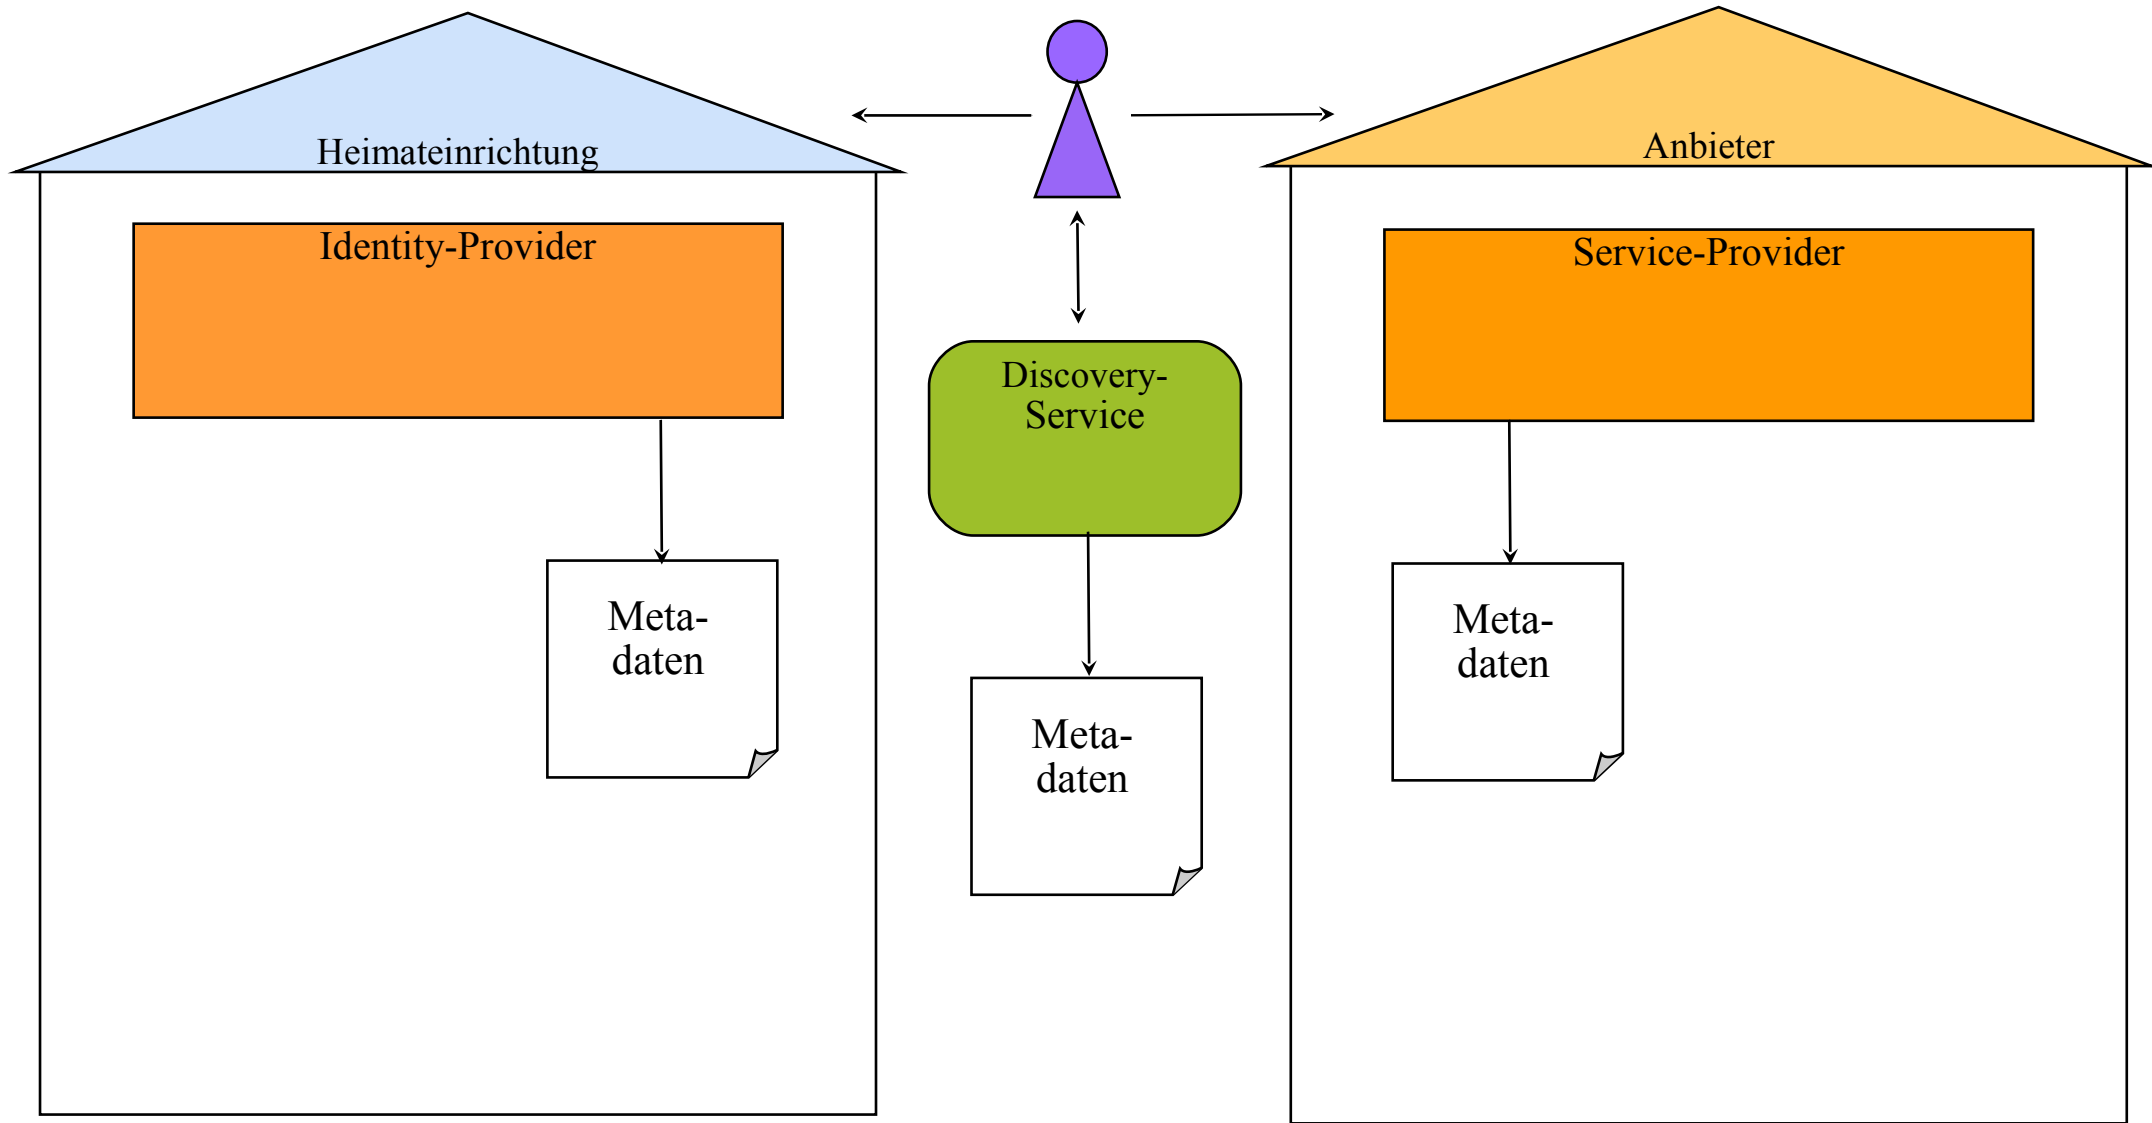 Heimateinrichtung
Anbieter
Identity-Provider
Service-Provider
Discovery-
Service
Meta-
daten
Meta-
daten
Meta-
daten